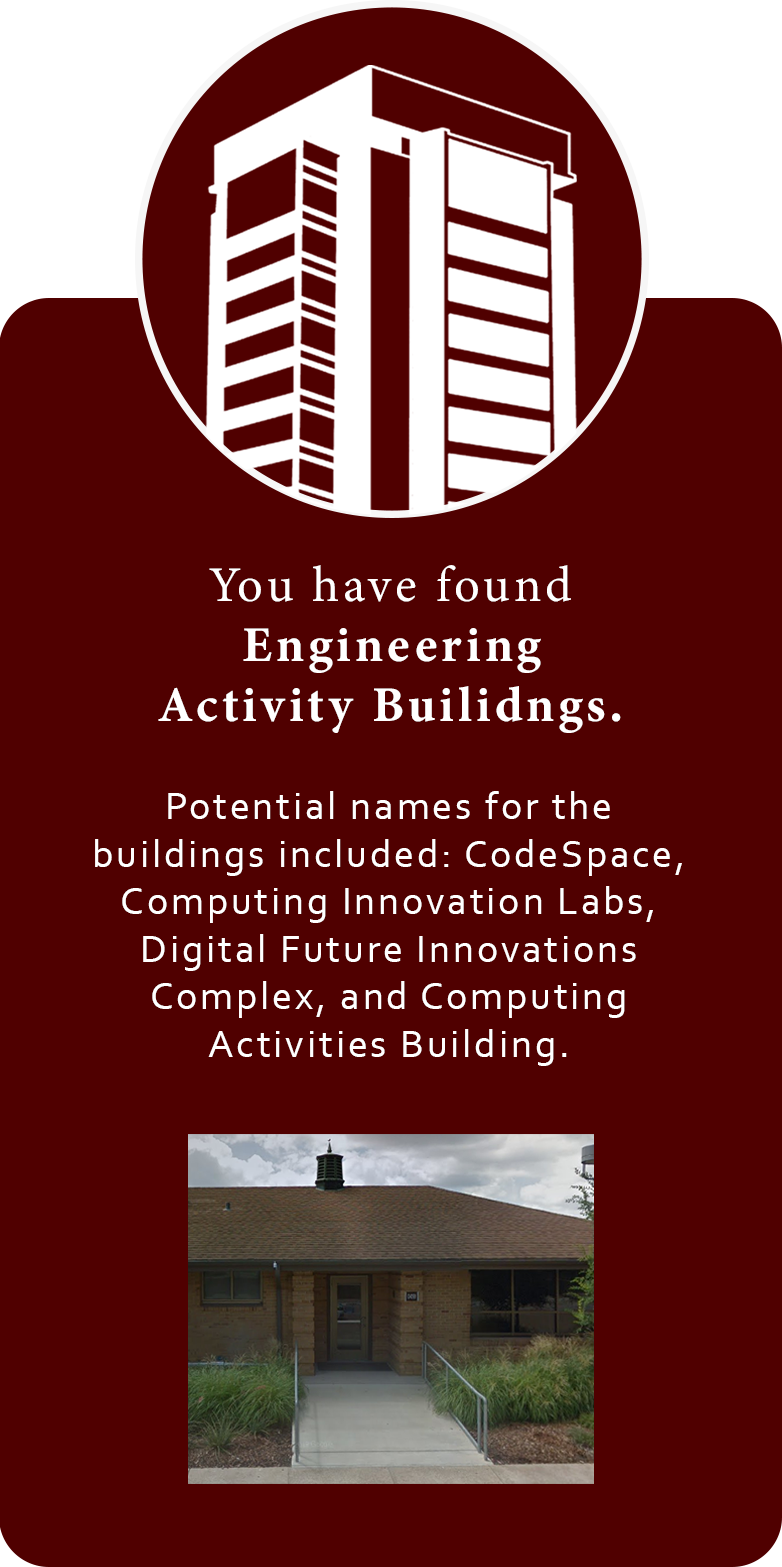 You have found
Engineering
Activity Builidngs.
Potential names for the
buildings included: CodeSpace,
Computing Innovation Labs,
Digital Future Innovations
Complex, and Computing
Activities Building.